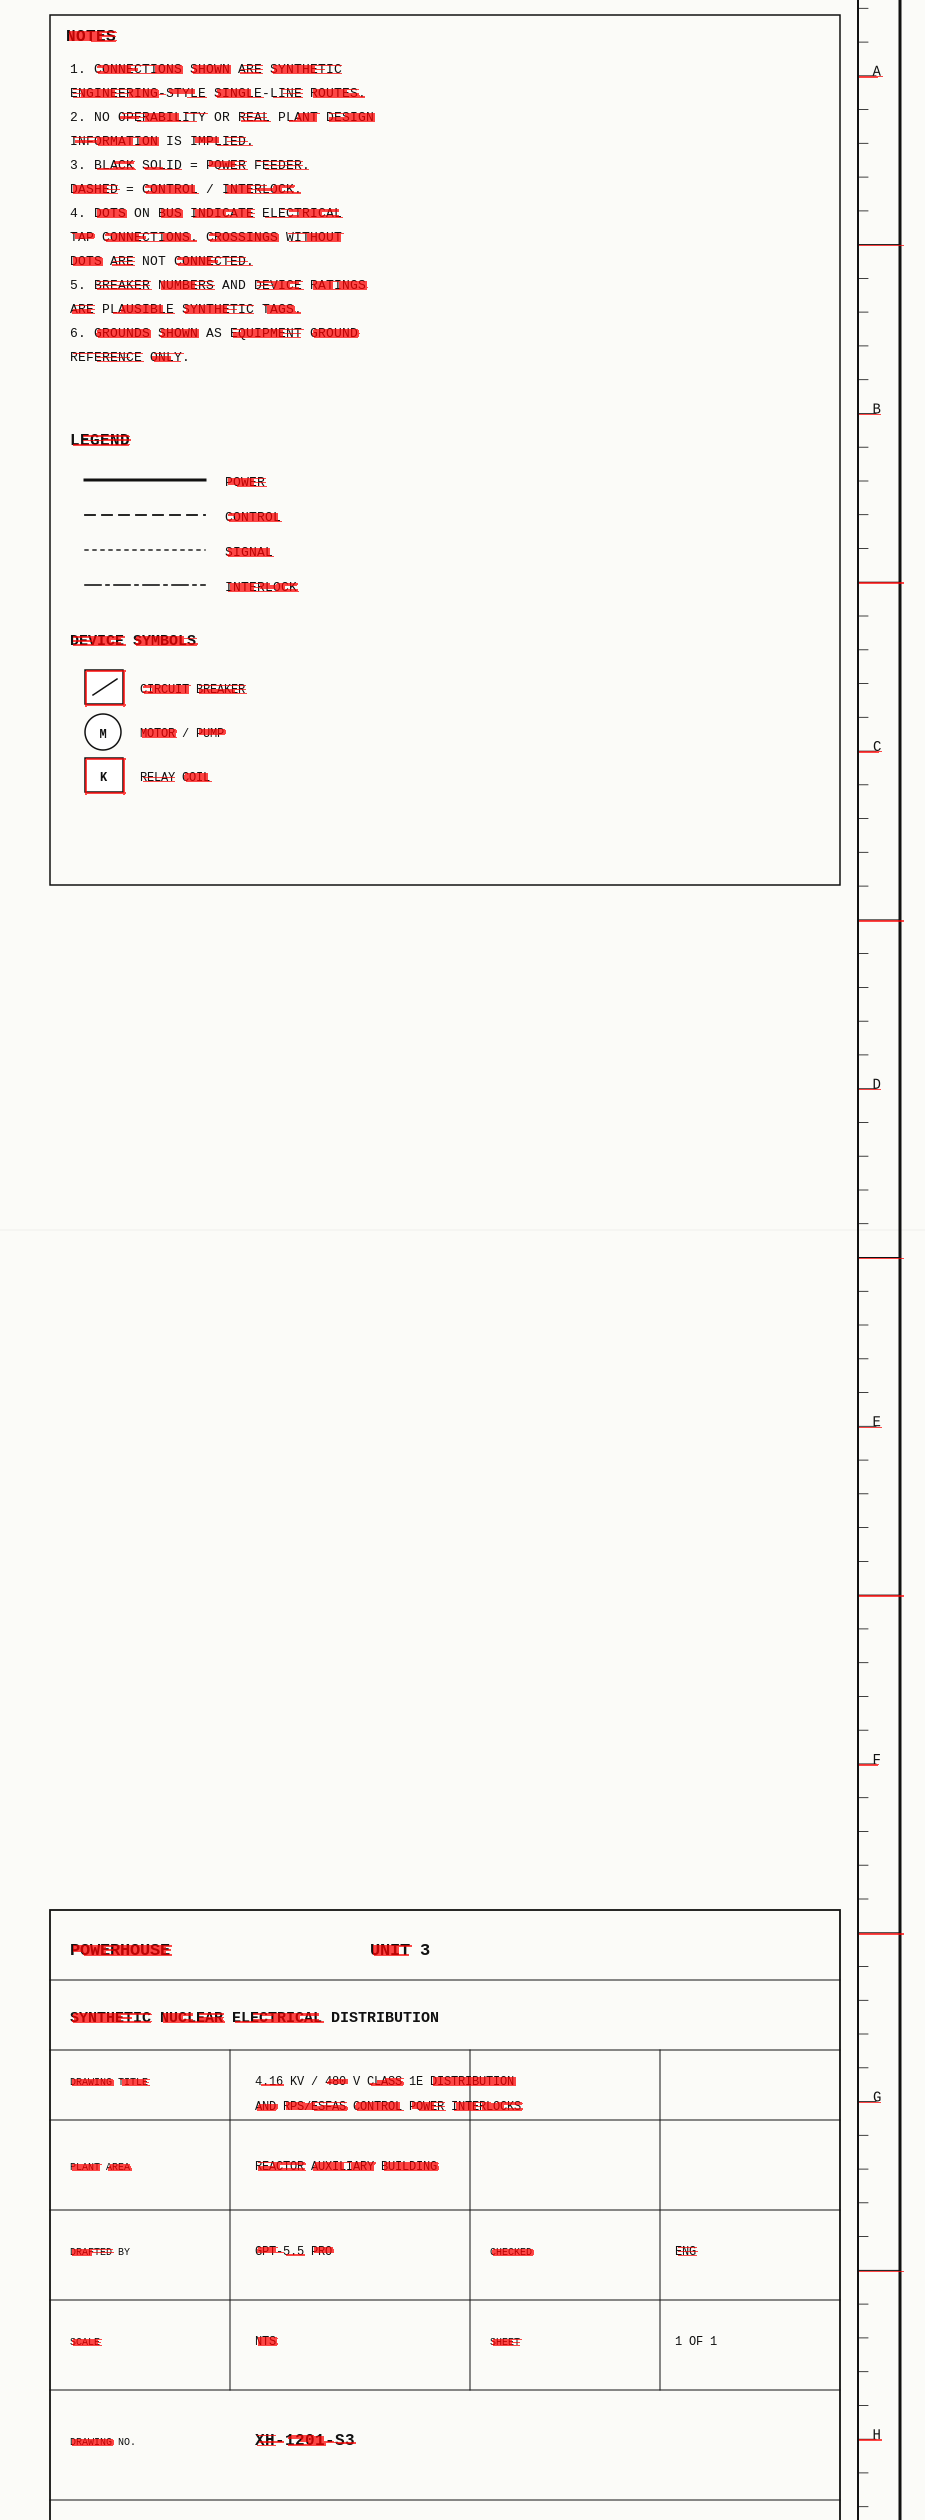 NOTES
1. CONNECTIONS SHOWN ARE SYNTHETIC
ENGINEERING-STYLE SINGLE-LINE ROUTES.
2. NO OPERABILITY OR REAL PLANT DESIGN
INFORMATION IS IMPLIED.
3. BLACK SOLID = POWER FEEDER.
DASHED = CONTROL / INTERLOCK.
4. DOTS ON BUS INDICATE ELECTRICAL
TAP CONNECTIONS. CROSSINGS WITHOUT
DOTS ARE NOT CONNECTED.
5. BREAKER NUMBERS AND DEVICE RATINGS
ARE PLAUSIBLE SYNTHETIC TAGS.
6. GROUNDS SHOWN AS EQUIPMENT GROUND
REFERENCE ONLY.
LEGEND
POWER
CONTROL
SIGNAL
INTERLOCK
DEVICE SYMBOLS
CIRCUIT BREAKER
M MOTOR / PUMP
K RELAY COIL
A
B
C
D
E
F
G
H
POWERHOUSE UNIT 3
SYNTHETIC NUCLEAR ELECTRICAL DISTRIBUTION
DRAWING TITLE 4.16 KV / 480 V CLASS 1E DISTRIBUTION
AND RPS/ESFAS CONTROL POWER INTERLOCKS
PLANT AREA REACTOR AUXILIARY BUILDING
DRAFTED BY GPT-5.5 PRO CHECKED ENG
SCALE NTS SHEET 1 OF 1
DRAWING NO. XH-1201-S3